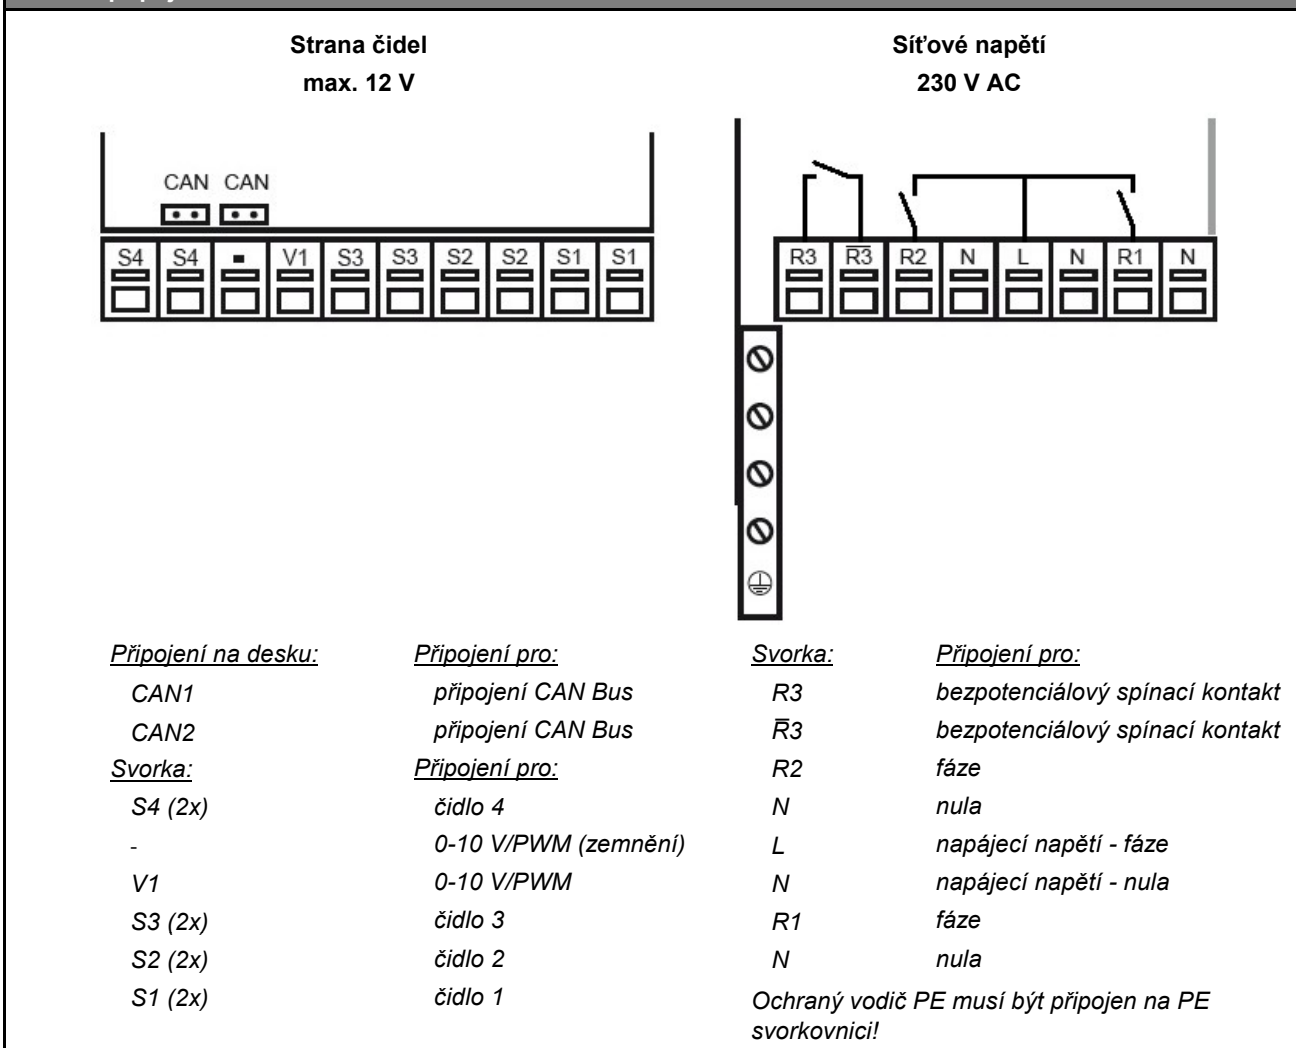 Strana čidel
max. 12 V
CAN CAN
S4 S4 - V1 S3 S3 S2 S2 S1 S1
Síťové napětí
230 V AC
R3 R̅3̅ R2 N L N R1 N
Připojení na desku: Připojení pro:
CAN1 připojení CAN Bus
CAN2 připojení CAN Bus
Svorka: Připojení pro:
S4 (2x) čidlo 4
- 0-10 V/PWM (zemnění)
V1 0-10 V/PWM
S3 (2x) čidlo 3
S2 (2x) čidlo 2
S1 (2x) čidlo 1
Svorka: Připojení pro:
R3 bezpotenciálový spínací kontakt
R̅3 bezpotenciálový spínací kontakt
R2 fáze
N nula
L napájecí napětí - fáze
N napájecí napětí - nula
R1 fáze
N nula
Ochraný vodič PE musí být připojen na PE
svorkovnici!